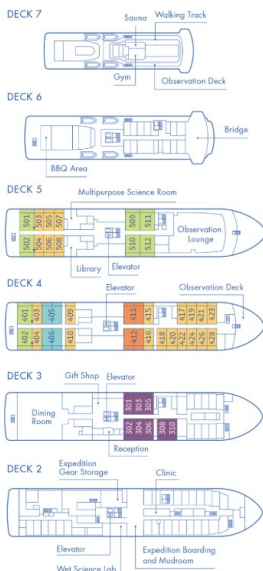 DECK 7
Sauna
Walking Track
Gym
Observation Deck
DECK 6
Bridge
BBQ Area
DECK 5
Multipurpose Science Room
501 503 505 507
509 511
502 504 506 508
510 512
Observation
Lounge
Library
Elevator
DECK 4
Elevator
Observation Deck
401 403 405 409
411 415 417 419 421 423
402 404 406 410
412 416 418 420 422 424 426 428
DECK 3
Gift Shop
Elevator
Dining
Room
301 303 305
302 304 306 308 310
Reception
DECK 2
Expedition
Gear Storage
Clinic
Elevator
Expedition Boarding
and Mudroom
Wet Science Lab